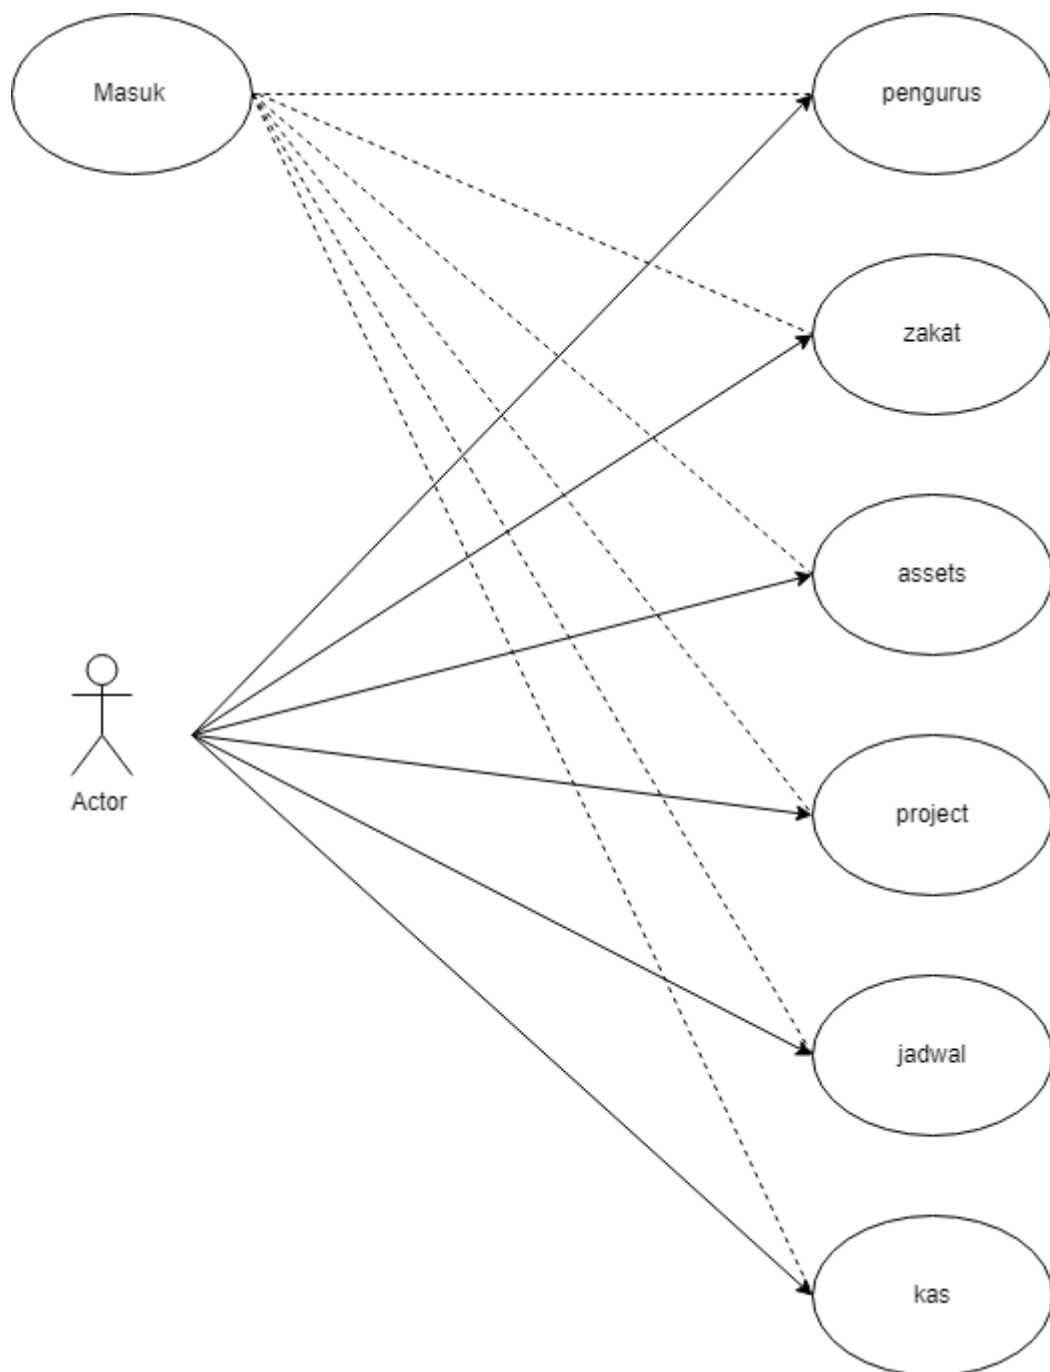 Masuk
pengurus
zakat
assets
Actor
project
jadwal
kas